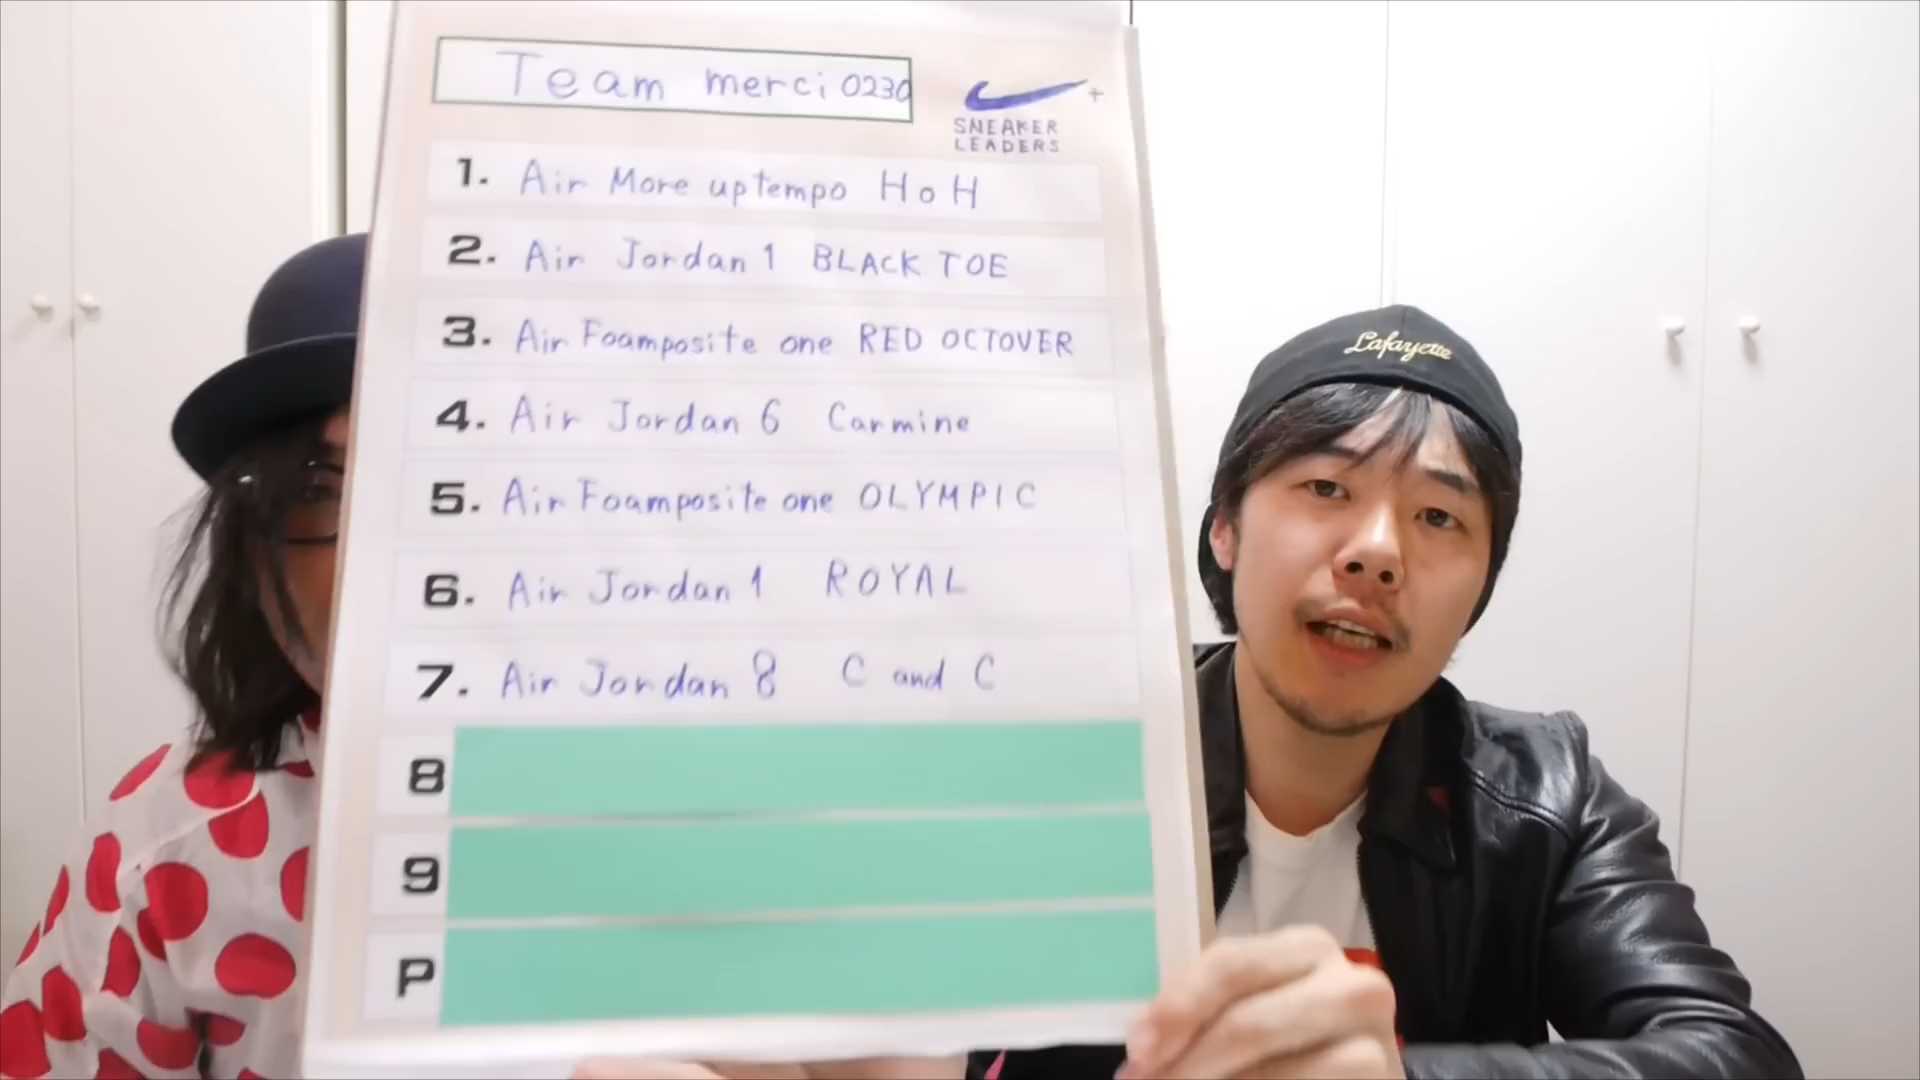 Team merci 0230
+
SNEAKER
LEADERS
1. Air More uptempo HoH
2. Air Jordan 1 BLACK TOE
3. Air Foamposite one RED OCTOVER
4. Air Jordan 6 Carmine
5. Air Foamposite one OLYMPIC
6. Air Jordan 1 ROYAL
7. Air Jordan 8 C and C
8
9
P
Lafayette